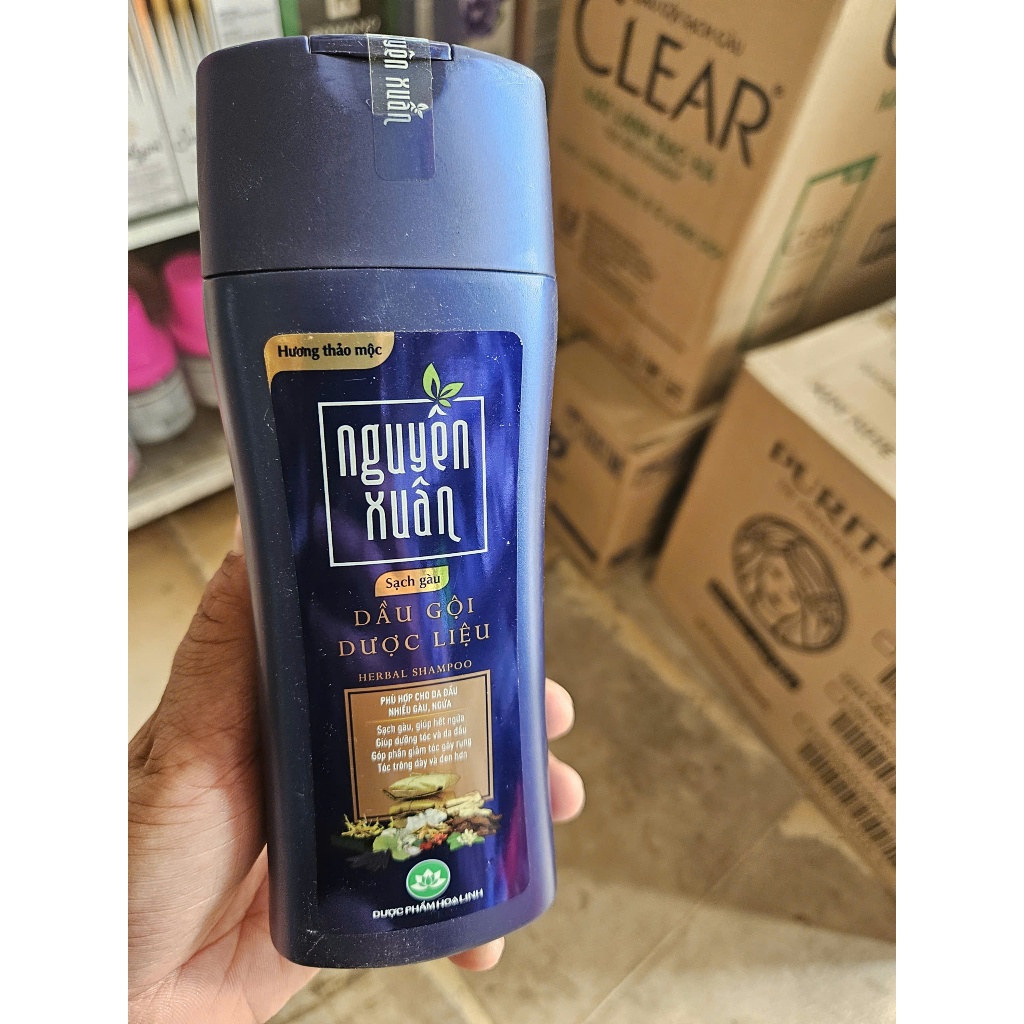 yên xuân
Hương thảo mộc
nguyên
xuân
Sạch gàu
DẦU GỘI
DƯỢC LIỆU
HERBAL SHAMPOO
PHÙ HỢP CHO DA ĐẦU
NHIỀU GÀU, NGỨA
Sạch gàu, giúp hết ngứa
Giúp dưỡng tóc và da đầu
Góp phần giảm tóc gãy rụng
Tóc trông dày và đen hơn
DƯỢC PHẨM HOA LINH
CLEAR
PURITÉ